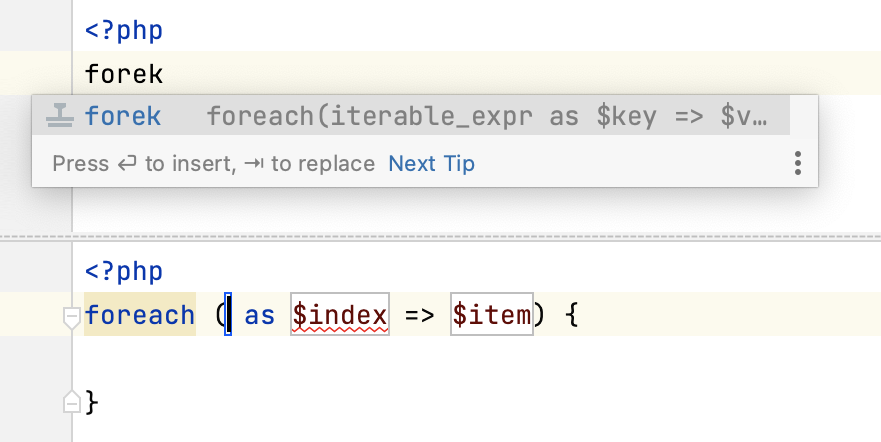 <?php
forek
forek foreach(iterable_expr as $key => $v…
Press ↩ to insert, ⇥ to replace Next Tip
<?php
foreach ( as $index => $item) {
}